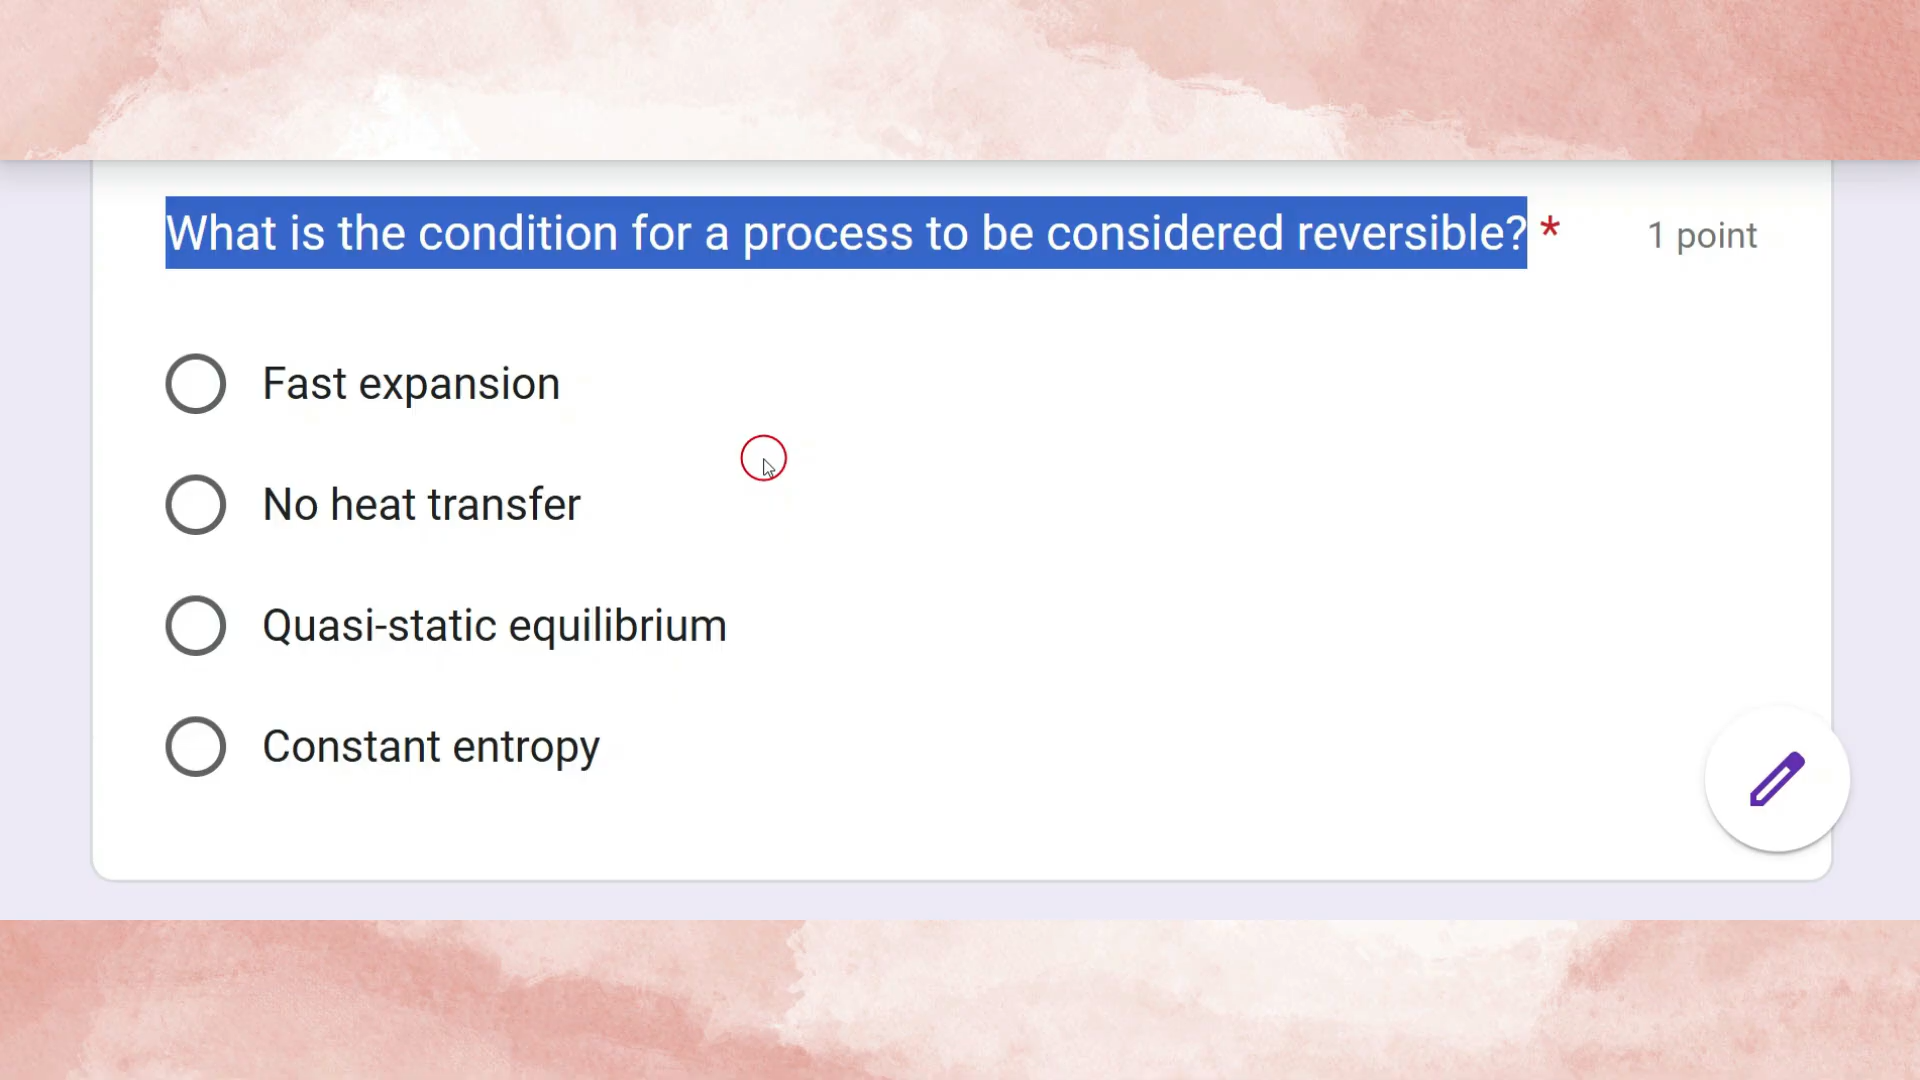 What is the condition for a process to be considered reversible? * 1 point
Fast expansion
No heat transfer
Quasi-static equilibrium
Constant entropy